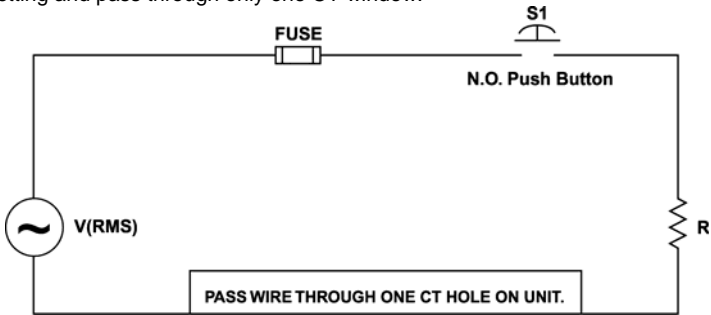 and pass through only one CT window.
S1
FUSE
N.O. Push Button
V(RMS)
R
PASS WIRE THROUGH ONE CT HOLE ON UNIT.